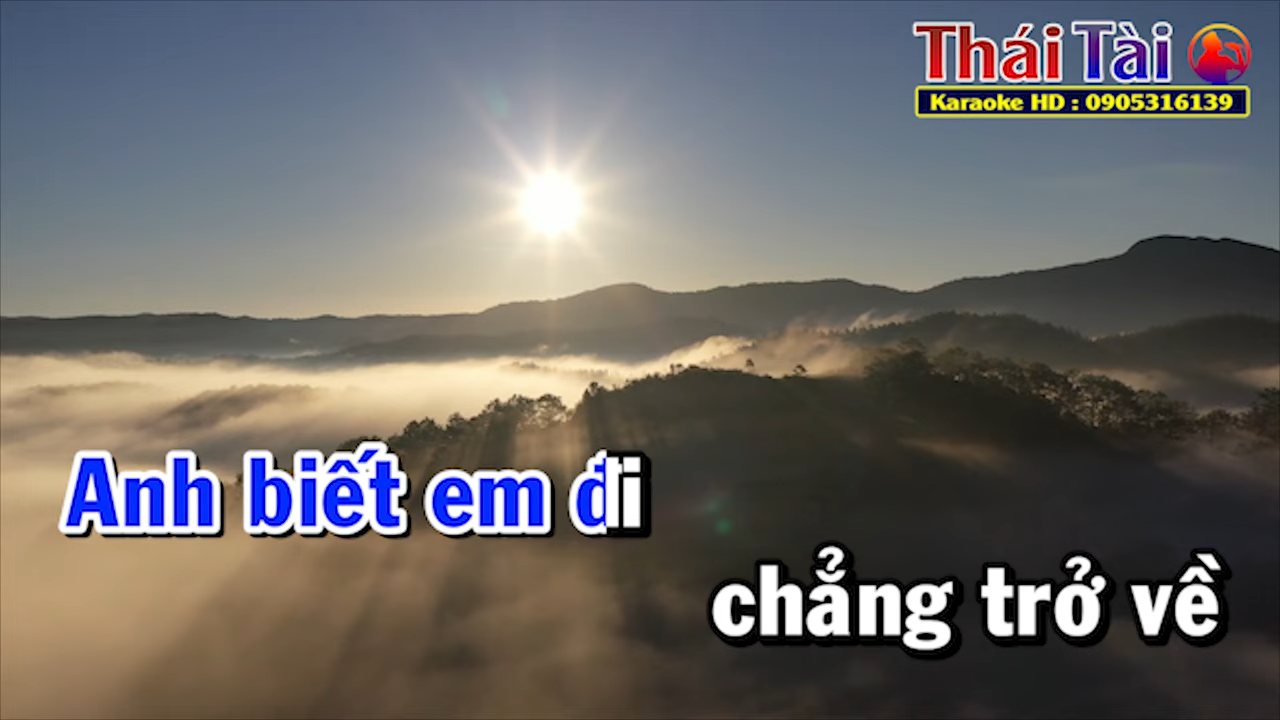 Thái Tài
Karaoke HD : 0905316139
Anh biết em đi
chẳng trở về